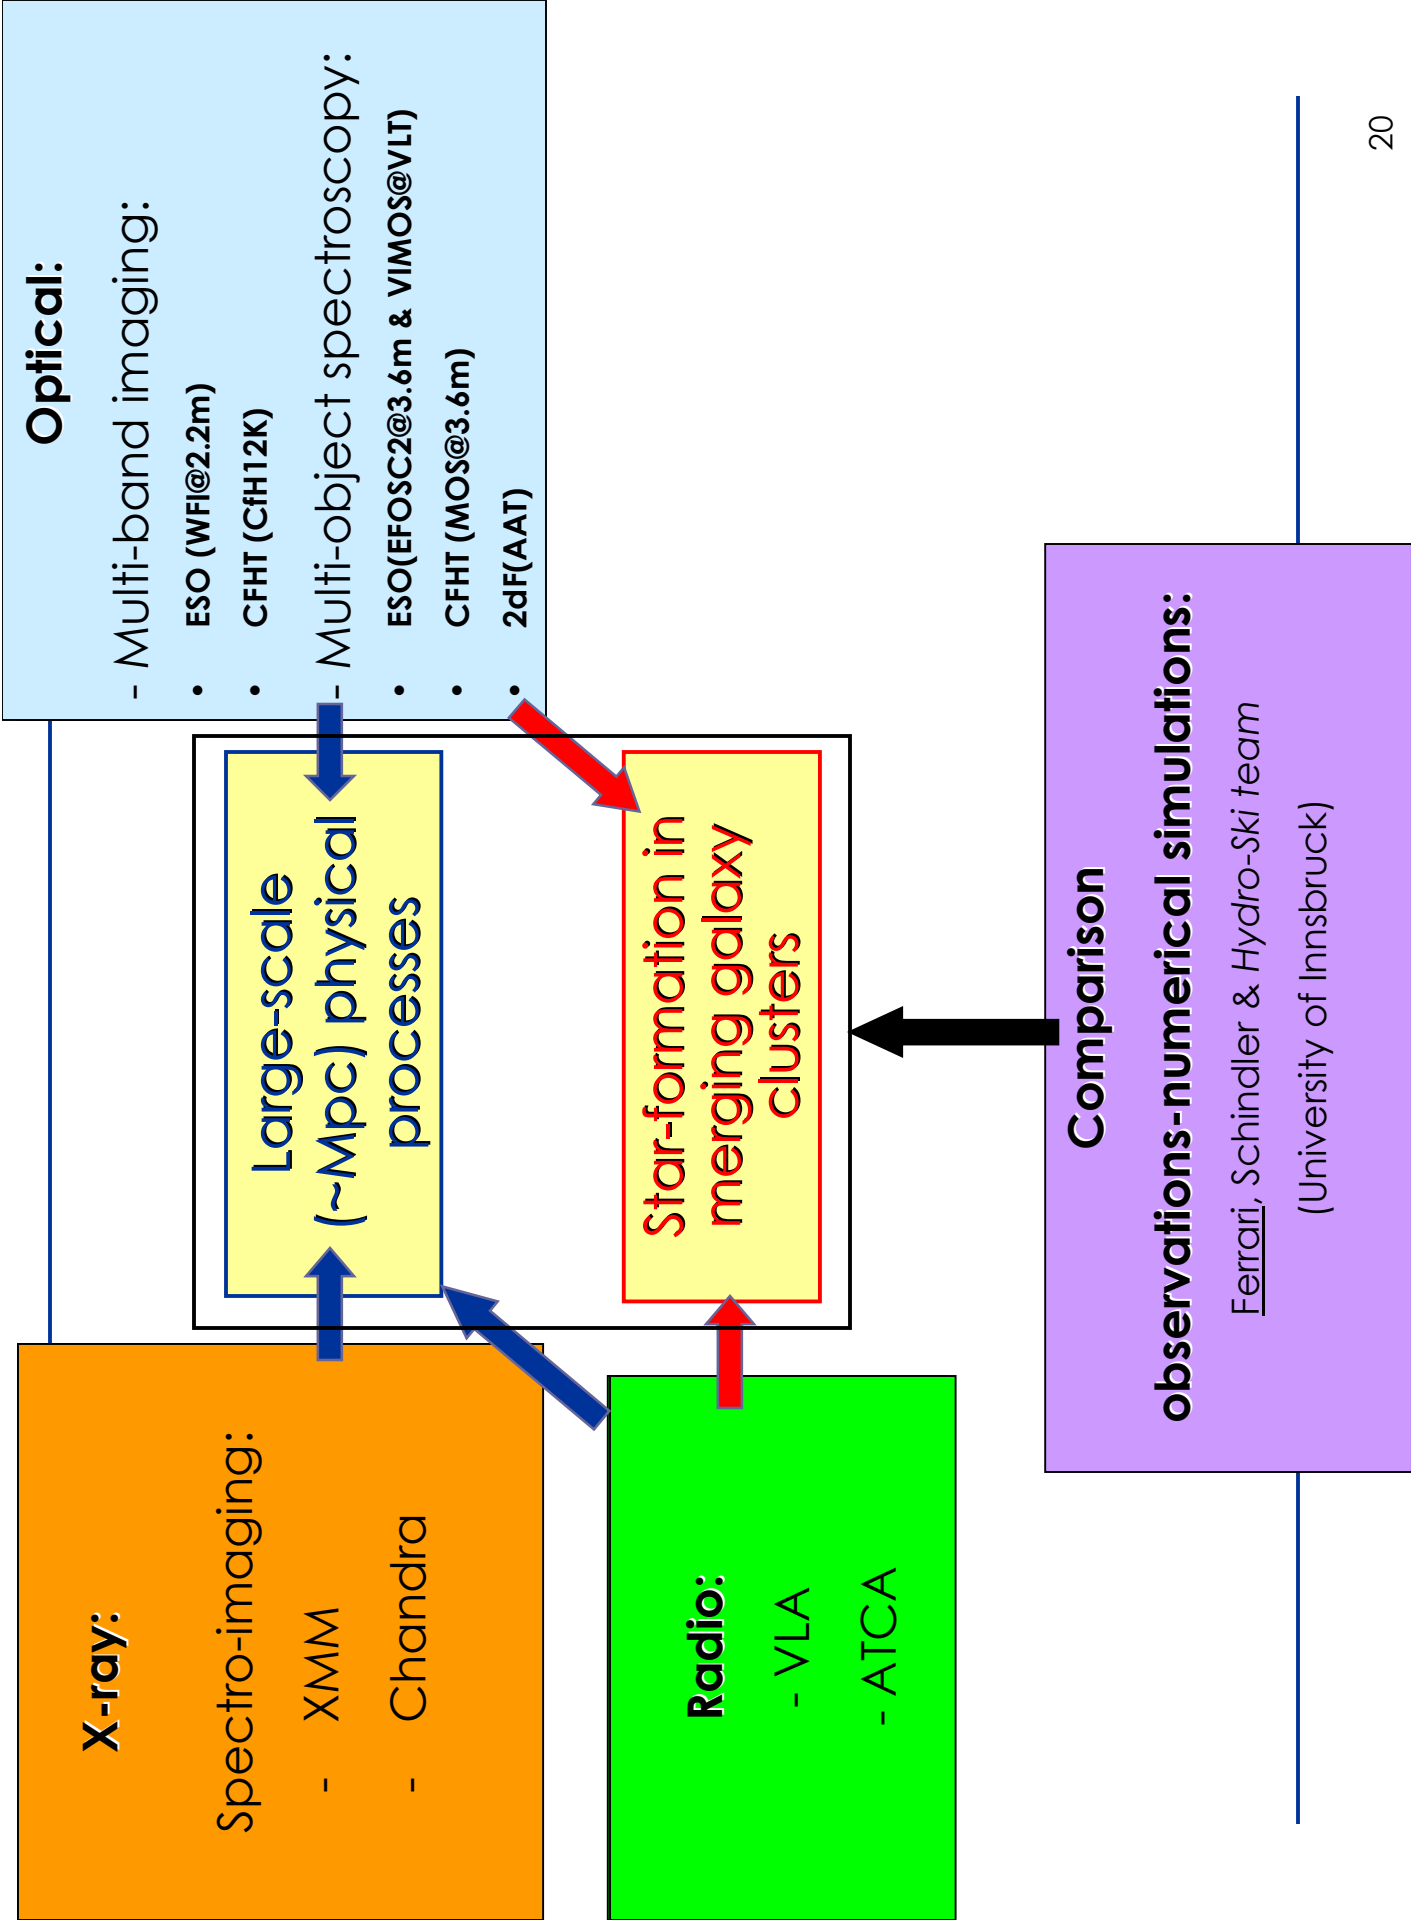 X-ray:
Spectro-imaging:
- XMM
- Chandra
Large-scale
(~Mpc) physical
processes
Optical:
- Multi-band imaging:
• ESO (WFI@2.2m)
• CFHT (CfH12K)
- Multi-object spectroscopy:
• ESO(EFOSC2@3.6m & VIMOS@VLT)
• CFHT (MOS@3.6m)
• 2dF(AAT)
Radio:
- VLA
- ATCA
Star-formation in
merging galaxy
clusters
Comparison
observations-numerical simulations:
Ferrari, Schindler & Hydro-Ski team
(University of Innsbruck)
20